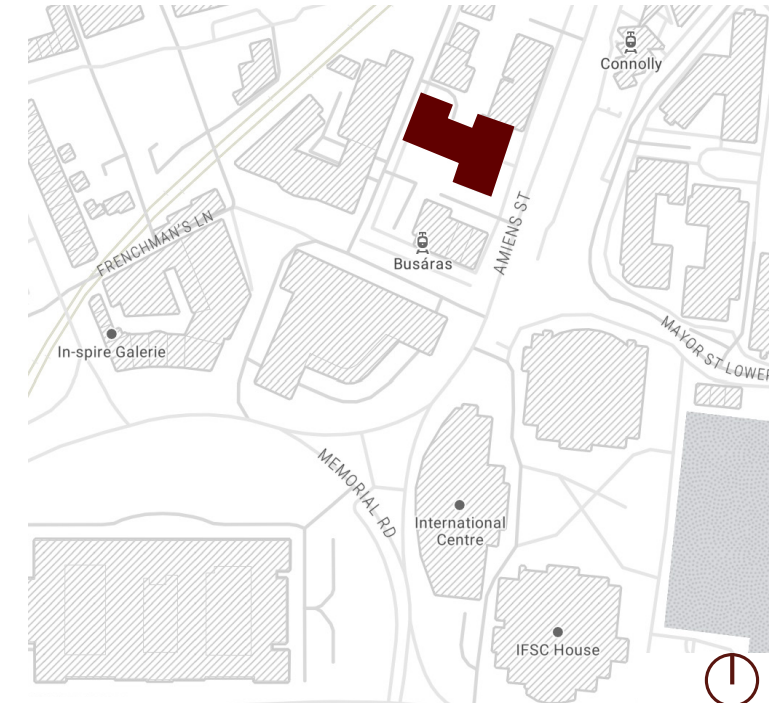 Connolly
AMIENS ST
Busáras
FRENCHMAN'S LN
In-spire Galerie
MAYOR ST LOWER
MEMORIAL RD
International
Centre
IFSC House